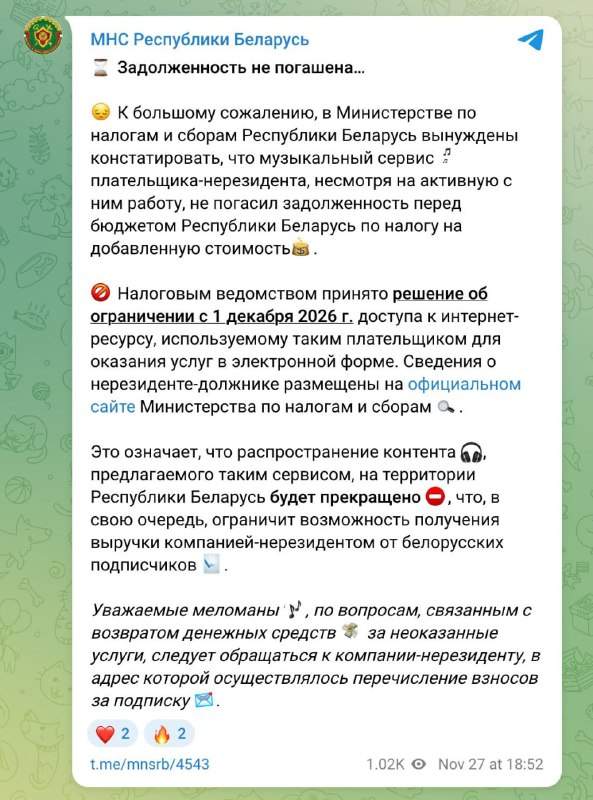 МНС Республики Беларусь
⏳ Задолженность не погашена...
😔 К большому сожалению, в Министерстве по
налогам и сборам Республики Беларусь вынуждены
констатировать, что музыкальный сервис 🎵
плательщика-нерезидента, несмотря на активную с
ним работу, не погасил задолженность перед
бюджетом Республики Беларусь по налогу на
добавленную стоимость💰.
🚫 Налоговым ведомством принято решение об
ограничении с 1 декабря 2026 г. доступа к интернет-
ресурсу, используемому таким плательщиком для
оказания услуг в электронной форме. Сведения о
нерезиденте-должнике размещены на официальном
сайте Министерства по налогам и сборам 🔍.
Это означает, что распространение контента 🎧,
предлагаемого таким сервисом, на территории
Республики Беларусь будет прекращено ⛔, что, в
свою очередь, ограничит возможность получения
выручки компанией-нерезидентом от белорусских
подписчиков 📉.
Уважаемые меломаны 🎶, по вопросам, связанным с
возвратом денежных средств 💸 за неоказанные
услуги, следует обращаться к компании-нерезиденту, в
адрес которой осуществлялось перечисление взносов
за подписку 📨.
❤️ 2 🔥 2
t.me/mnsrb/4543 1.02K Nov 27 at 18:52